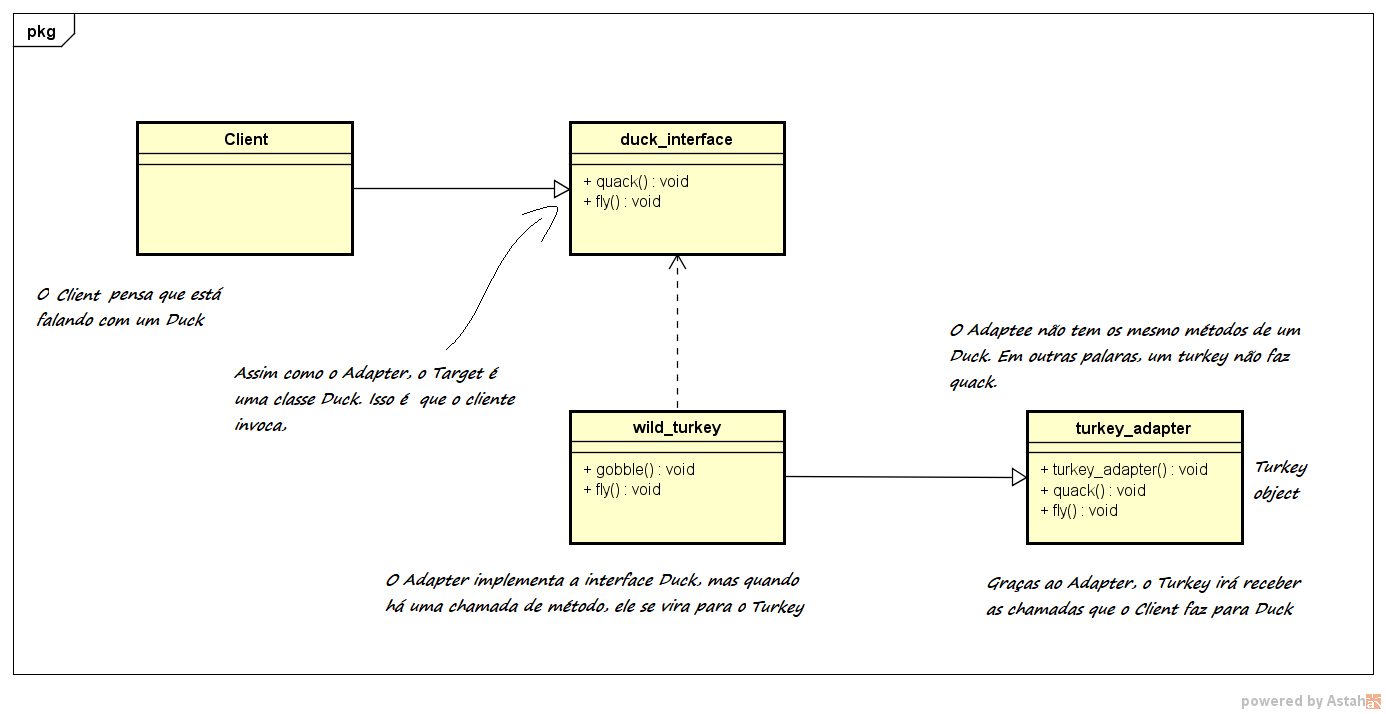 pkg
Client
duck_interface
+ quack() : void
+ fly() : void
O Client pensa que está
falando com um Duck
Assim como o Adapter, o Target é
uma classe Duck. Isso é que o cliente
invoca,
O Adaptee não tem os mesmo métodos de um
Duck. Em outras palaras, um turkey não faz
quack.
wild_turkey
+ gobble() : void
+ fly() : void
turkey_adapter
+ turkey_adapter() : void
+ quack() : void
+ fly() : void
Turkey
object
O Adapter implementa a interface Duck, mas quando
há uma chamada de método, ele se vira para o Turkey
Graças ao Adapter, o Turkey irá receber
as chamadas que o Client faz para Duck
powered by Astah